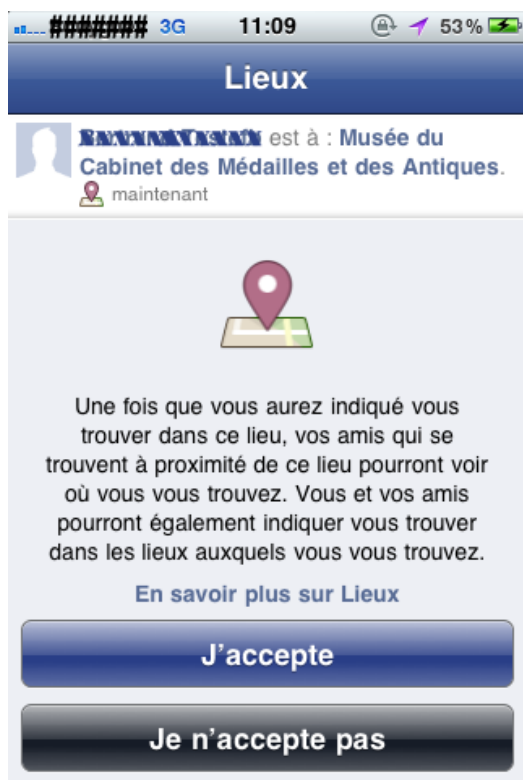 3G 11:09 53%
Lieux
est à : Musée du
Cabinet des Médailles et des Antiques.
maintenant
Une fois que vous aurez indiqué vous
trouver dans ce lieu, vos amis qui se
trouvent à proximité de ce lieu pourront voir
où vous vous trouvez. Vous et vos amis
pourront également indiquer vous trouver
dans les lieux auxquels vous vous trouvez.
En savoir plus sur Lieux
J'accepte
Je n'accepte pas